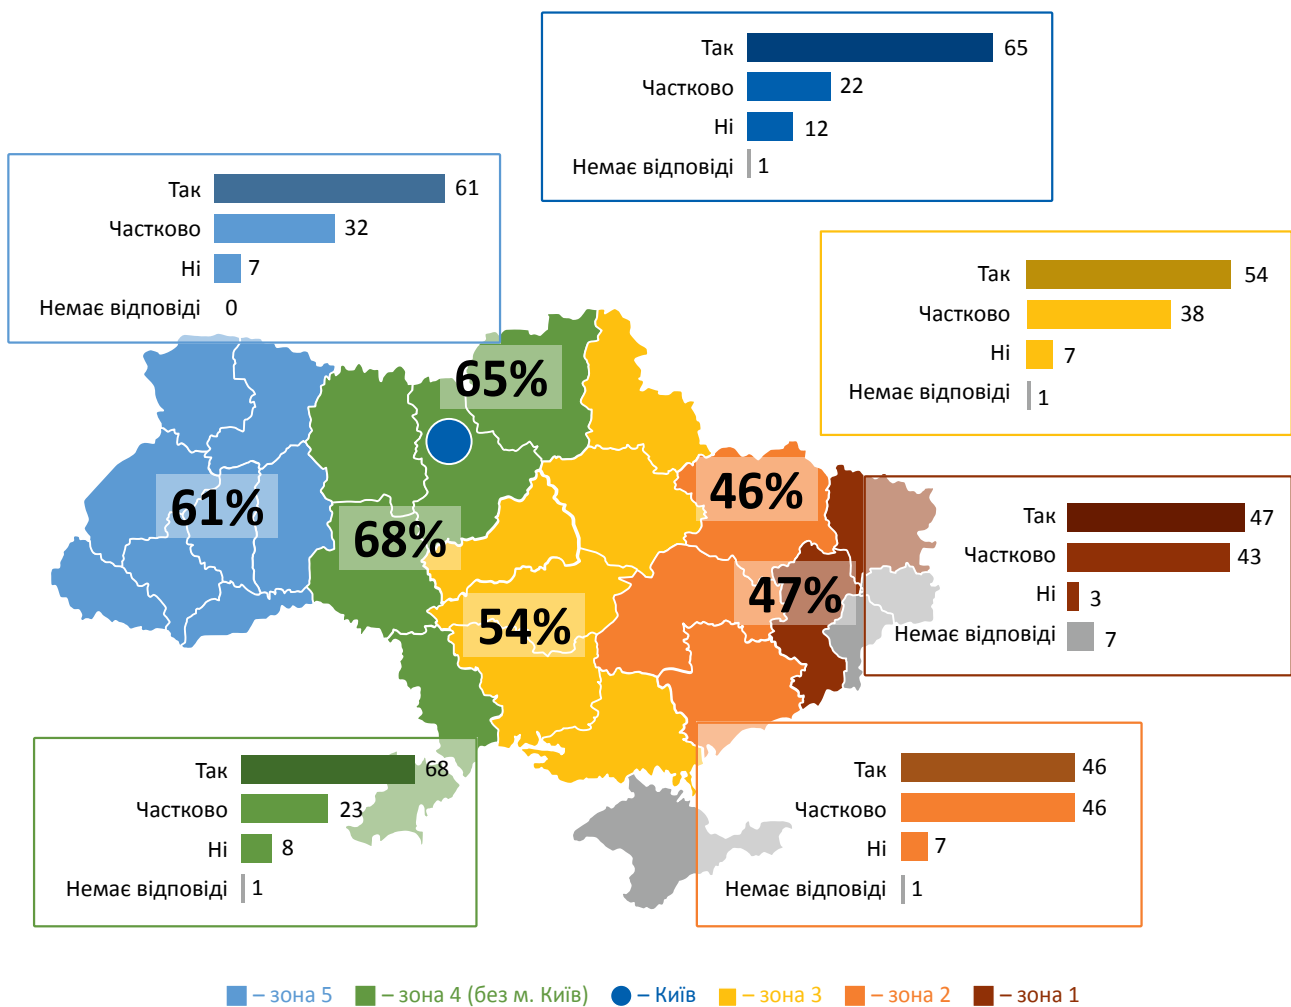 Так 65
Частково 22
Ні 12
Немає відповіді 1
Так 61
Частково 32
Ні 7
Немає відповіді 0
Так 54
Частково 38
Ні 7
Немає відповіді 1
65%
46%
61%
68%
47%
54%
Так 47
Частково 43
Ні 3
Немає відповіді 7
Так 68
Частково 23
Ні 8
Немає відповіді 1
Так 46
Частково 46
Ні 7
Немає відповіді 1
– зона 5 – зона 4 (без м. Київ) – Київ – зона 3 – зона 2 – зона 1